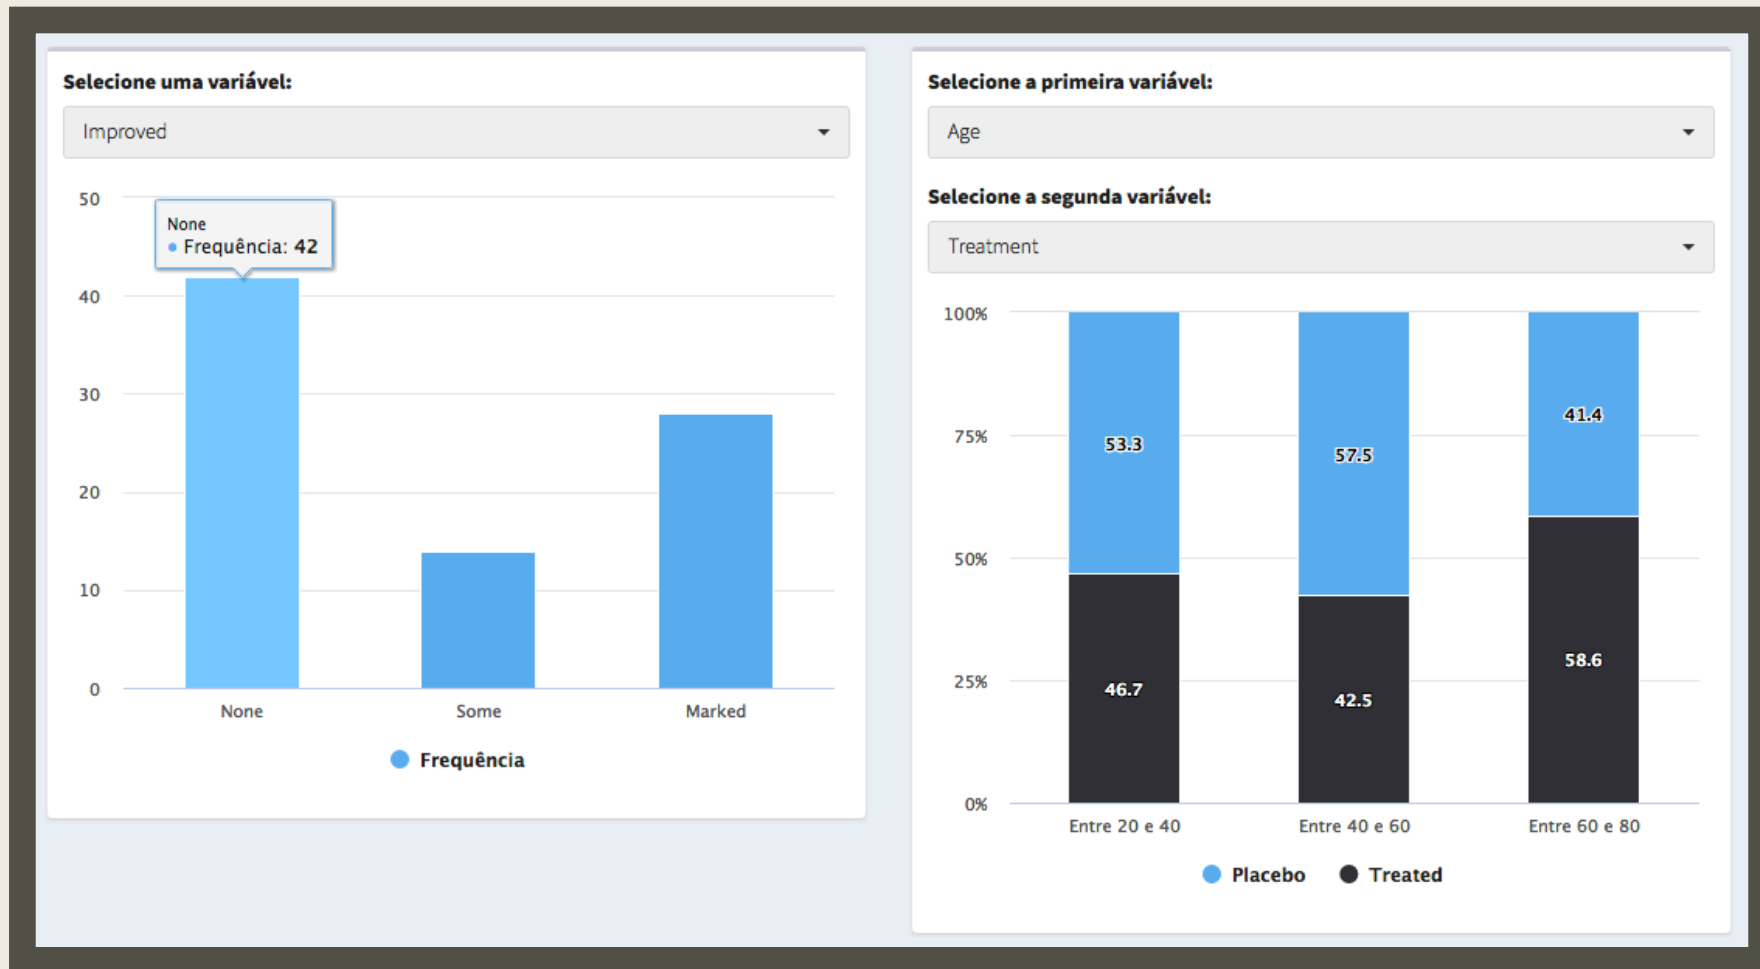 Selecione uma variável:
Improved
50
40
30
20
10
0
None
Frequência: 42
None Some Marked
Frequência
Selecione a primeira variável:
Age
Selecione a segunda variável:
Treatment
100%
75%
50%
25%
0%
53.3 57.5 41.4
46.7 42.5 58.6
Entre 20 e 40 Entre 40 e 60 Entre 60 e 80
Placebo Treated